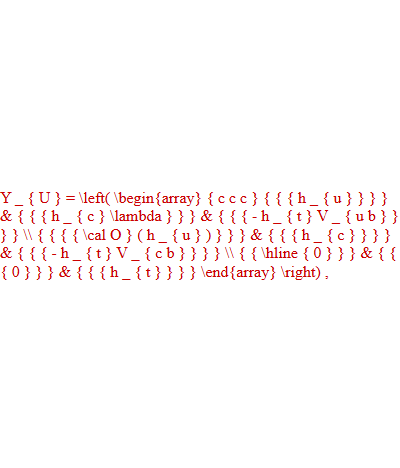 Y _ { U } = \left( \begin{array} { c c c } { { { h _ { u } } } }
& { { { h _ { c } \lambda } } } & { { { - h _ { t } V _ { u b } }
} } \\ { { { { \cal O } ( h _ { u } ) } } } & { { { h _ { c } } } }
& { { { - h _ { t } V _ { c b } } } } \\ { { \hline { 0 } } } & { {
{ 0 } } } & { { { h _ { t } } } } \end{array} \right) ,